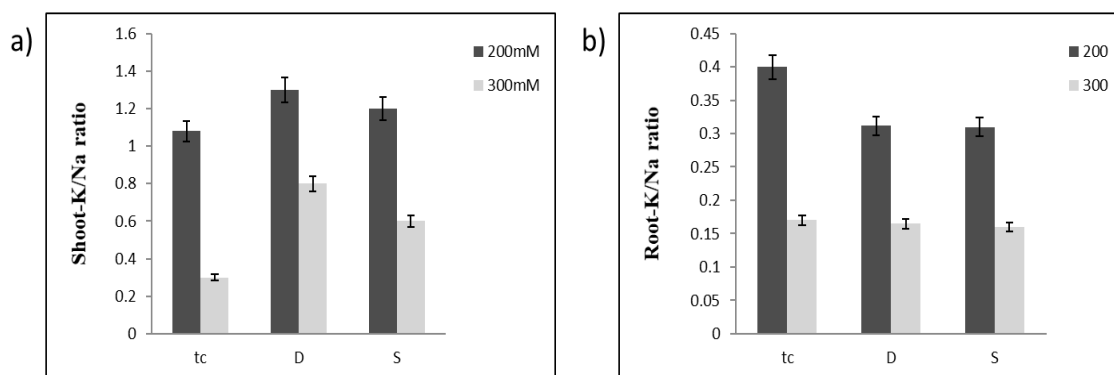 a)
Shoot-K/Na ratio
1.6
1.4
1.2
1
0.8
0.6
0.4
0.2
0
tc D S
200mM
300mM
b)
Root-K/Na ratio
0.45
0.4
0.35
0.3
0.25
0.2
0.15
0.1
0.05
0
tc D S
200
300